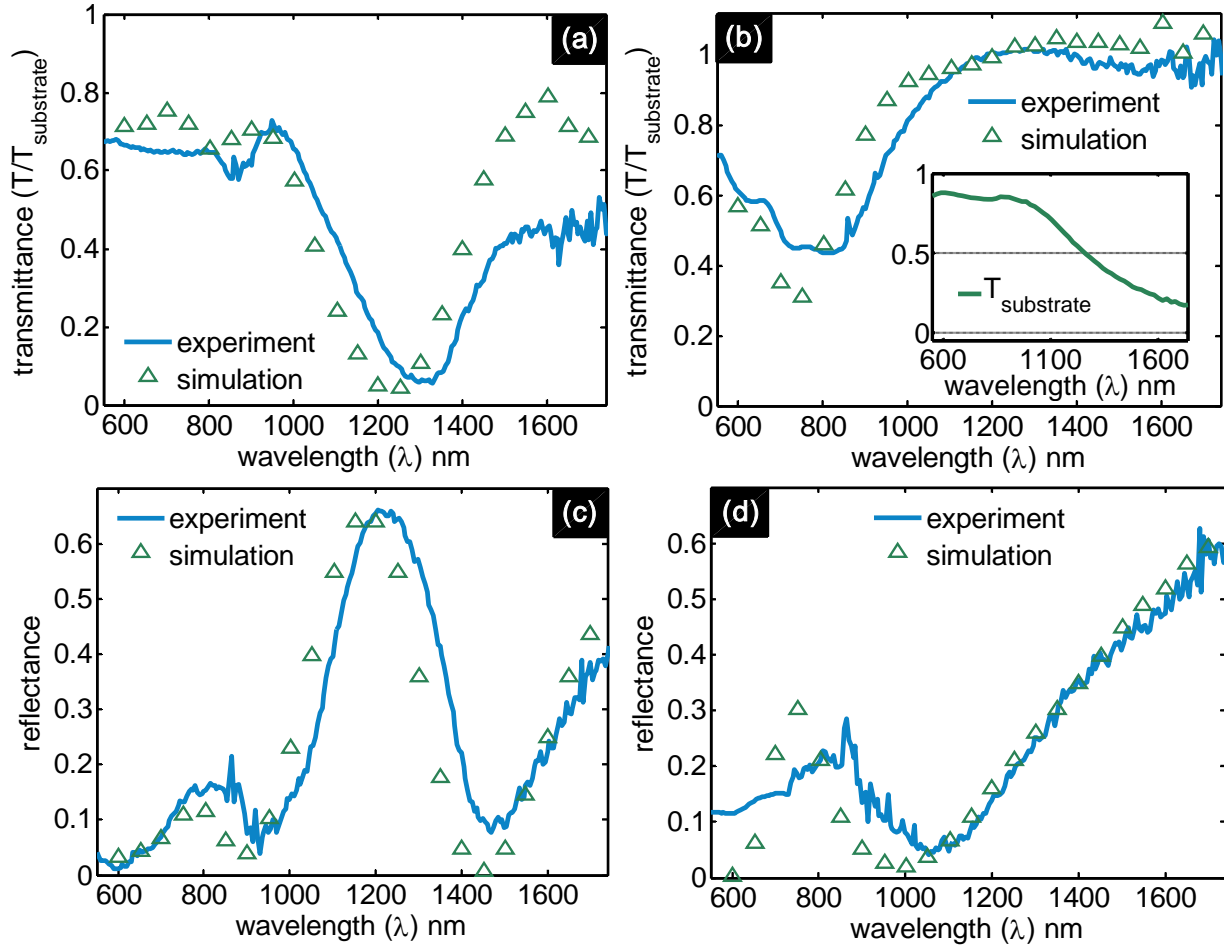 (a)
transmittance (T/Tsubstrate)
1
0.8
0.6
0.4
0.2
0
experiment
simulation
600 800 1000 1200 1400 1600
wavelength (λ) nm
(b)
transmittance (T/Tsubstrate)
1
0.8
0.6
0.4
0.2
0
experiment
simulation
1
0.5
0
Tsubstrate
600 1100 1600
wavelength (λ) nm
600 800 1000 1200 1400 1600
wavelength (λ) nm
(c)
reflectance
0.6
0.5
0.4
0.3
0.2
0.1
0
experiment
simulation
600 800 1000 1200 1400 1600
wavelength (λ) nm
(d)
reflectance
0.6
0.5
0.4
0.3
0.2
0.1
0
experiment
simulation
600 800 1000 1200 1400 1600
wavelength (λ) nm